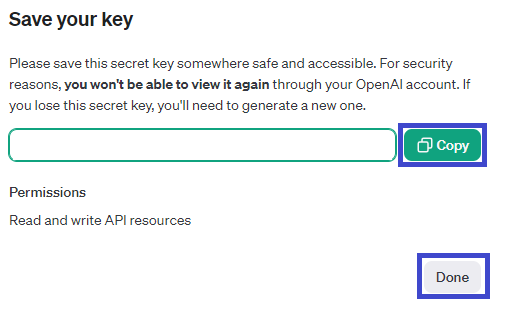 Save your key
Please save this secret key somewhere safe and accessible. For security
reasons, you won't be able to view it again through your OpenAI account. If
you lose this secret key, you'll need to generate a new one.
Copy
Permissions
Read and write API resources
Done